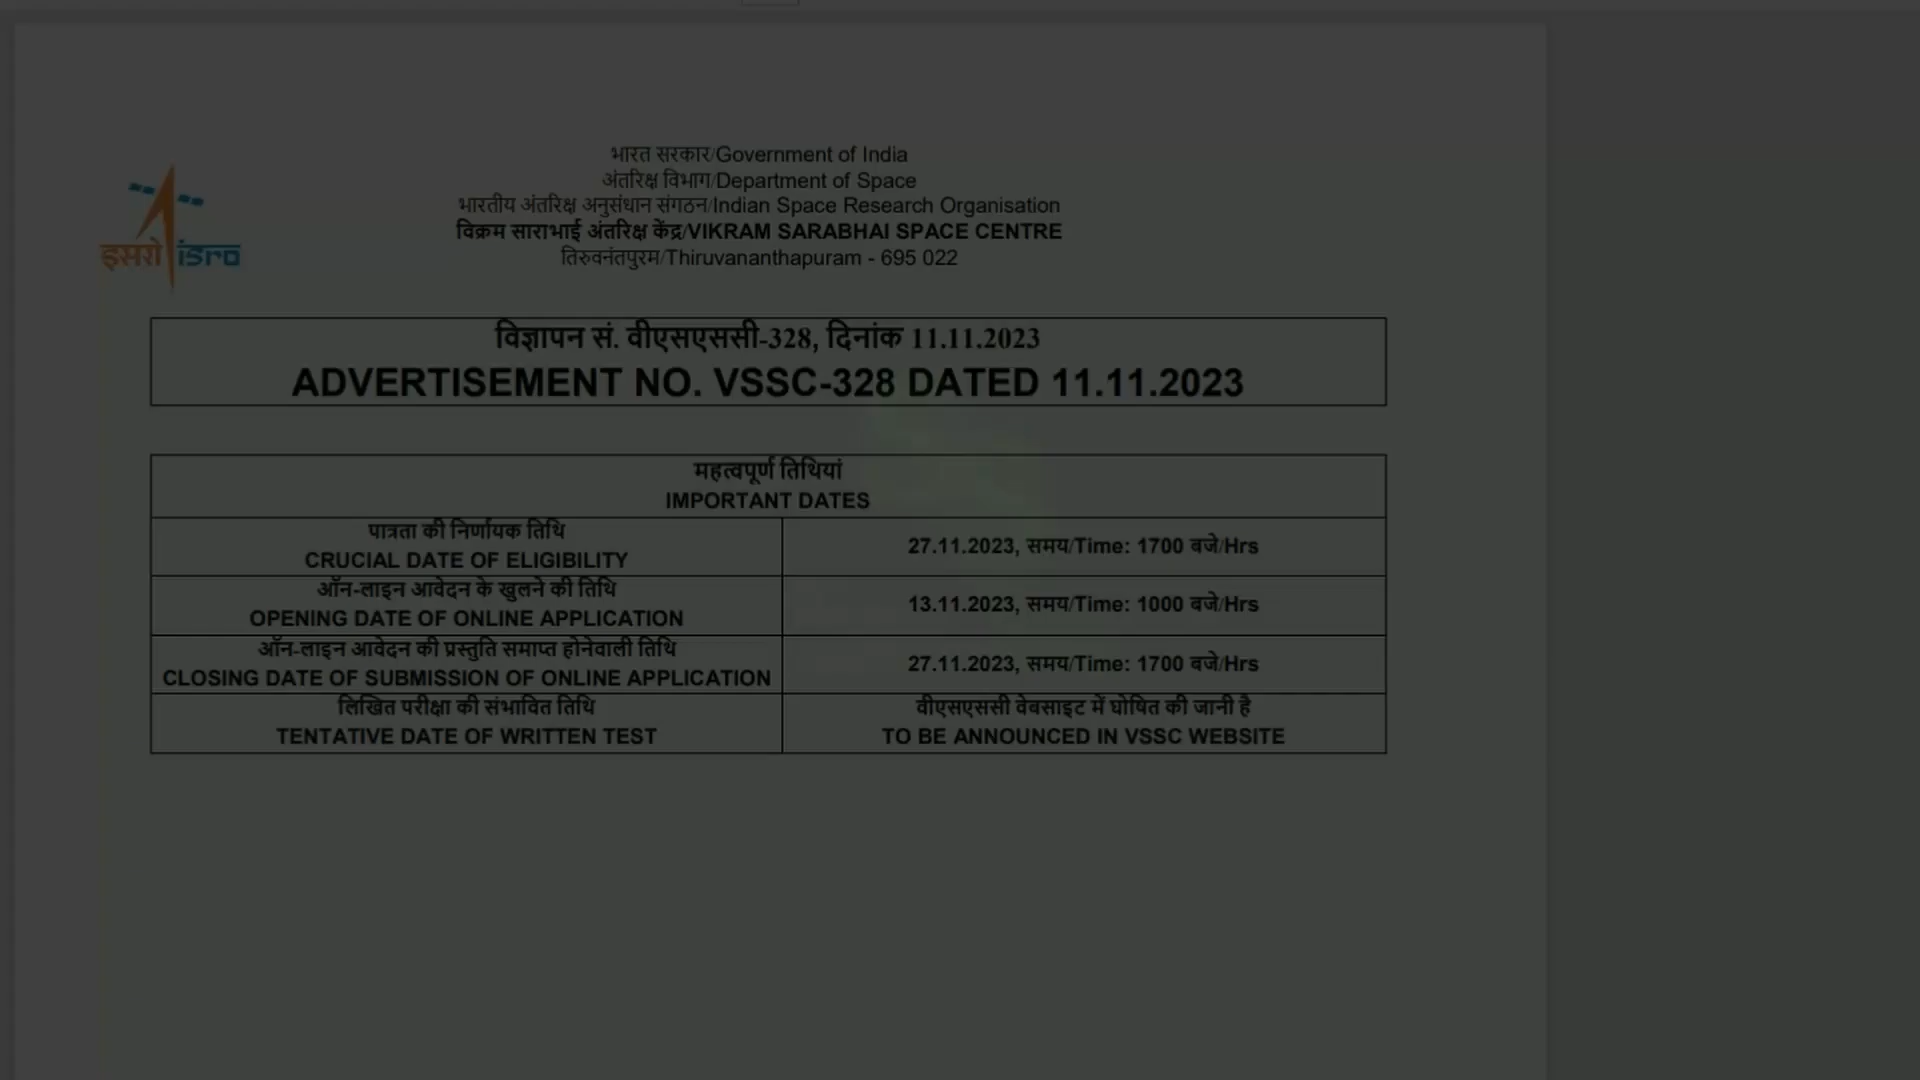 भारत सरकार/Government of India
अंतरिक्ष विभाग/Department of Space
भारतीय अंतरिक्ष अनुसंधान संगठन/Indian Space Research Organisation
विक्रम साराभाई अंतरिक्ष केंद्र/VIKRAM SARABHAI SPACE CENTRE
तिरुवनंतपुरम/Thiruvananthapuram - 695 022
इसरो isro
विज्ञापन सं. वीएसएससी-328, दिनांक 11.11.2023
ADVERTISEMENT NO. VSSC-328 DATED 11.11.2023
महत्वपूर्ण तिथियां
IMPORTANT DATES
पात्रता की निर्णायक तिथि
CRUCIAL DATE OF ELIGIBILITY
27.11.2023, समय/Time: 1700 बजे/Hrs
ऑन-लाइन आवेदन के खुलने की तिथि
OPENING DATE OF ONLINE APPLICATION
13.11.2023, समय/Time: 1000 बजे/Hrs
ऑन-लाइन आवेदन की प्रस्तुति समाप्त होनेवाली तिथि
CLOSING DATE OF SUBMISSION OF ONLINE APPLICATION
27.11.2023, समय/Time: 1700 बजे/Hrs
लिखित परीक्षा की संभावित तिथि
TENTATIVE DATE OF WRITTEN TEST
वीएसएससी वेबसाइट में घोषित की जानी है
TO BE ANNOUNCED IN VSSC WEBSITE